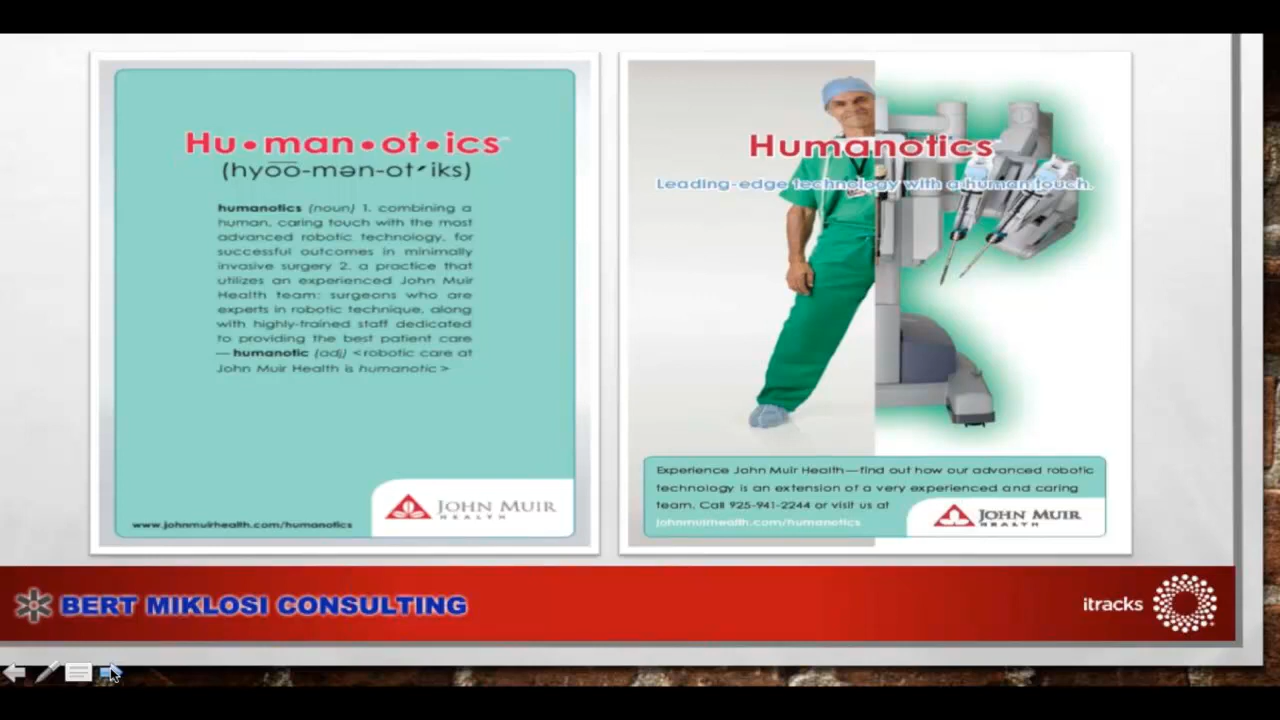 Hu•man•ot•ics
(hyōō-mən-ot´iks)
humanotics (noun) 1. combining a
human, caring touch with the most
advanced robotic technology, for
successful outcomes in minimally
invasive surgery 2. a practice that
utilizes an experienced John Muir
Health team: surgeons who are
experts in robotic technique, along
with highly-trained staff dedicated
to providing the best patient care
—humanotic (adj) <robotic care at
John Muir Health is humanotic>
www.johnmuirhealth.com/humanotics
JOHN MUIR
HEALTH
Humanotics
Leading-edge technology with a human touch.
Experience John Muir Health—find out how our advanced robotic
technology is an extension of a very experienced and caring
team. Call 925-941-2244 or visit us at
johnmuirhealth.com/humanotics
JOHN MUIR
HEALTH
BERT MIKLOSI CONSULTING
itracks